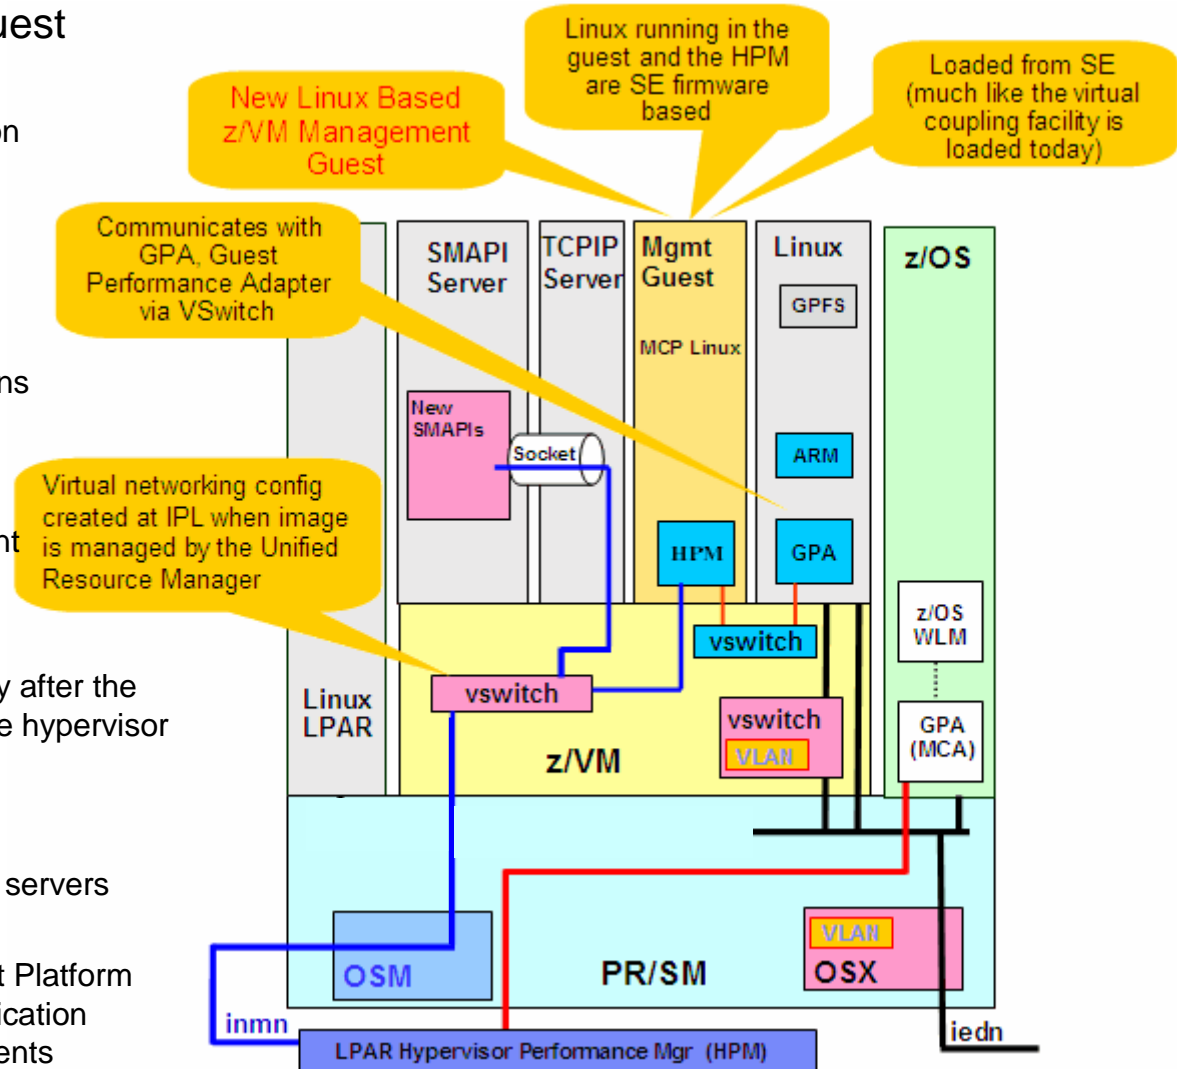 uest
on
ns
nt
y after the
e hypervisor
servers
t Platform
ication
ents
New Linux Based
z/VM Management
Guest
Linux running in the
guest and the HPM
are SE firmware
based
Loaded from SE
(much like the virtual
coupling facility is
loaded today)
Communicates with
GPA, Guest
Performance Adapter
via VSwitch
Virtual networking config
created at IPL when image
is managed by the Unified
Resource Manager
SMAPI
Server
TCPIP
Server
Mgmt
Guest
MCP Linux
Linux
GPFS
z/OS
New
SMAPIs
Socket
ARM
HPM
GPA
z/OS
WLM
vswitch
vswitch
Linux
LPAR
z/VM
vswitch
VLAN
GPA
(MCA)
OSM
PR/SM
VLAN
OSX
inmn
iedn
LPAR Hypervisor Performance Mgr (HPM)